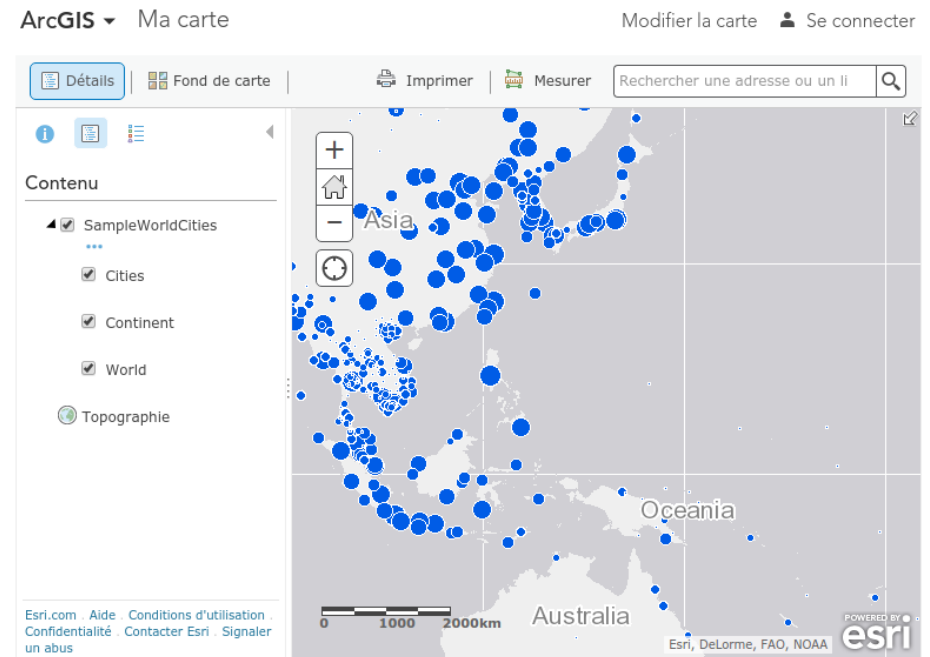 ArcGIS Ma carte Modifier la carte Se connecter
Détails Fond de carte Imprimer Mesurer Rechercher une adresse ou un li
Contenu
SampleWorldCities
Cities
Continent
World
Topographie
Esri.com . Aide . Conditions d'utilisation .
Confidentialité . Contacter Esri . Signaler
un abus
Asia
Oceania
Australia
0 1000 2000km
Esri, DeLorme, FAO, NOAA
POWERED BY
esri